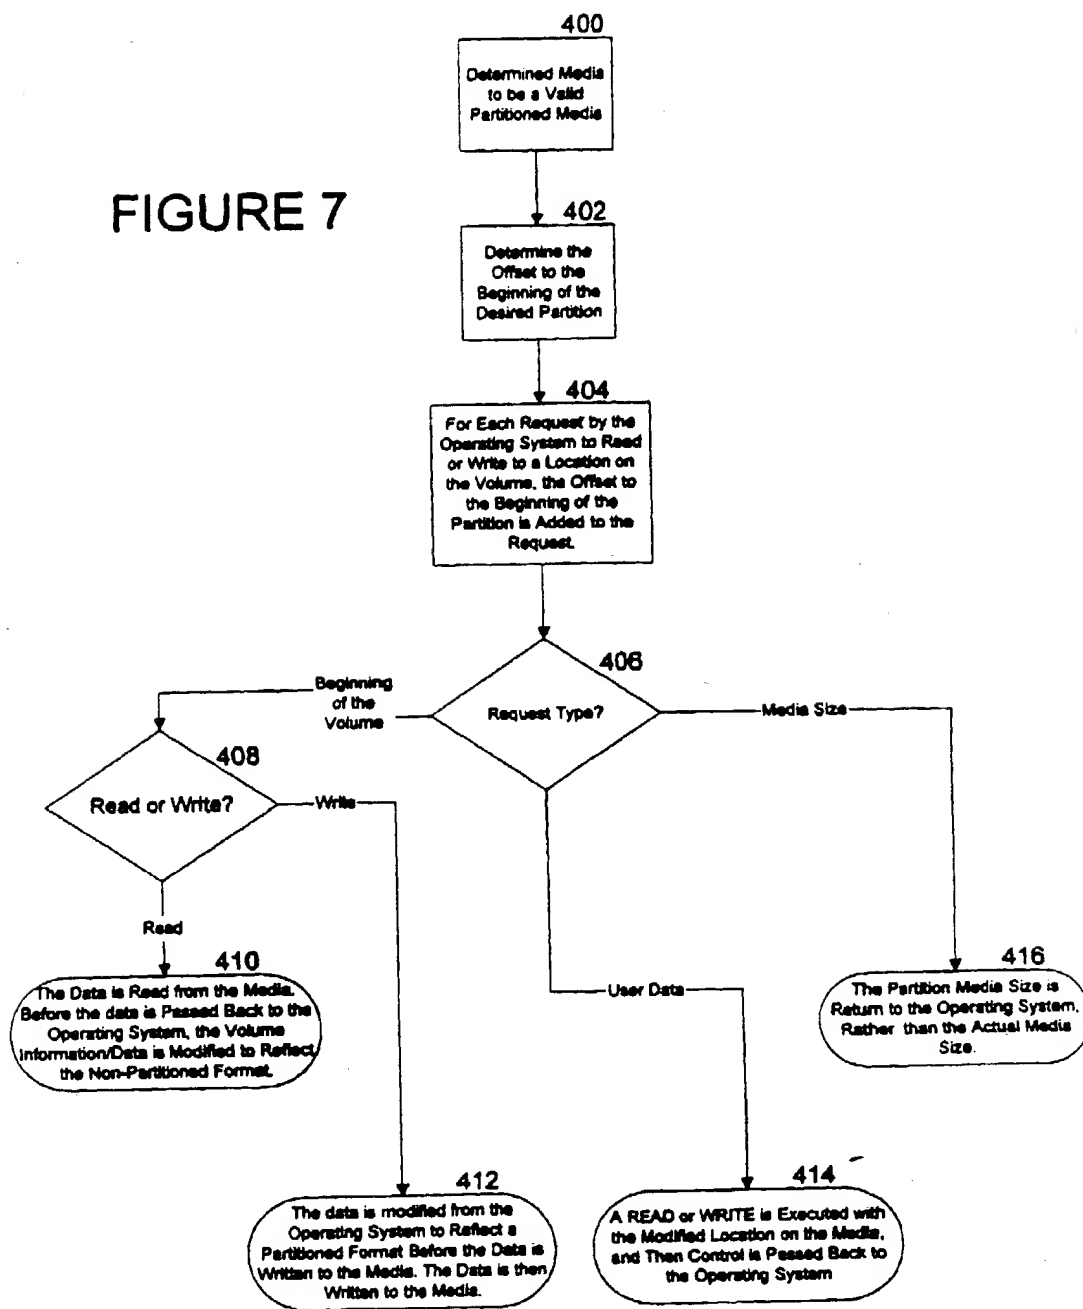 400
Determined Media
to be a Valid
Partitioned Media
FIGURE 7
402
Determine the
Offset to the
Beginning of the
Desired Partition
404
For Each Request by the
Operating System to Read
or Write to a Location on
the Volume, the Offset to
the Beginning of the
Partition is Added to the
Request.
406
Request Type?
Beginning
of the
Volume
Media Size
408
Read or Write?
Write
Read
410
The Data is Read from the Media.
Before the data is Passed Back to the
Operating System, the Volume
Information/Data is Modified to Reflect
the Non-Partitioned Format.
User Data
416
The Partition Media Size is
Return to the Operating System,
Rather than the Actual Media
Size.
412
The data is modified from the
Operating System to Reflect a
Partitioned Format Before the Data is
Written to the Media. The Data is then
Written to the Media.
414
A READ or WRITE is Executed with
the Modified Location on the Media,
and Then Control is Passed Back to
the Operating System